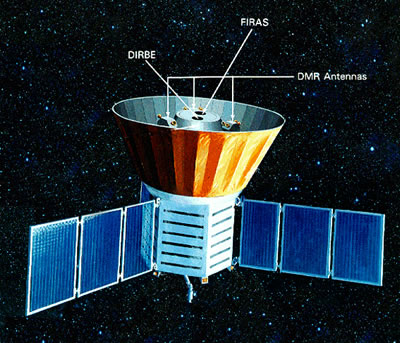 FIRAS
DIRBE
DMR Antennas